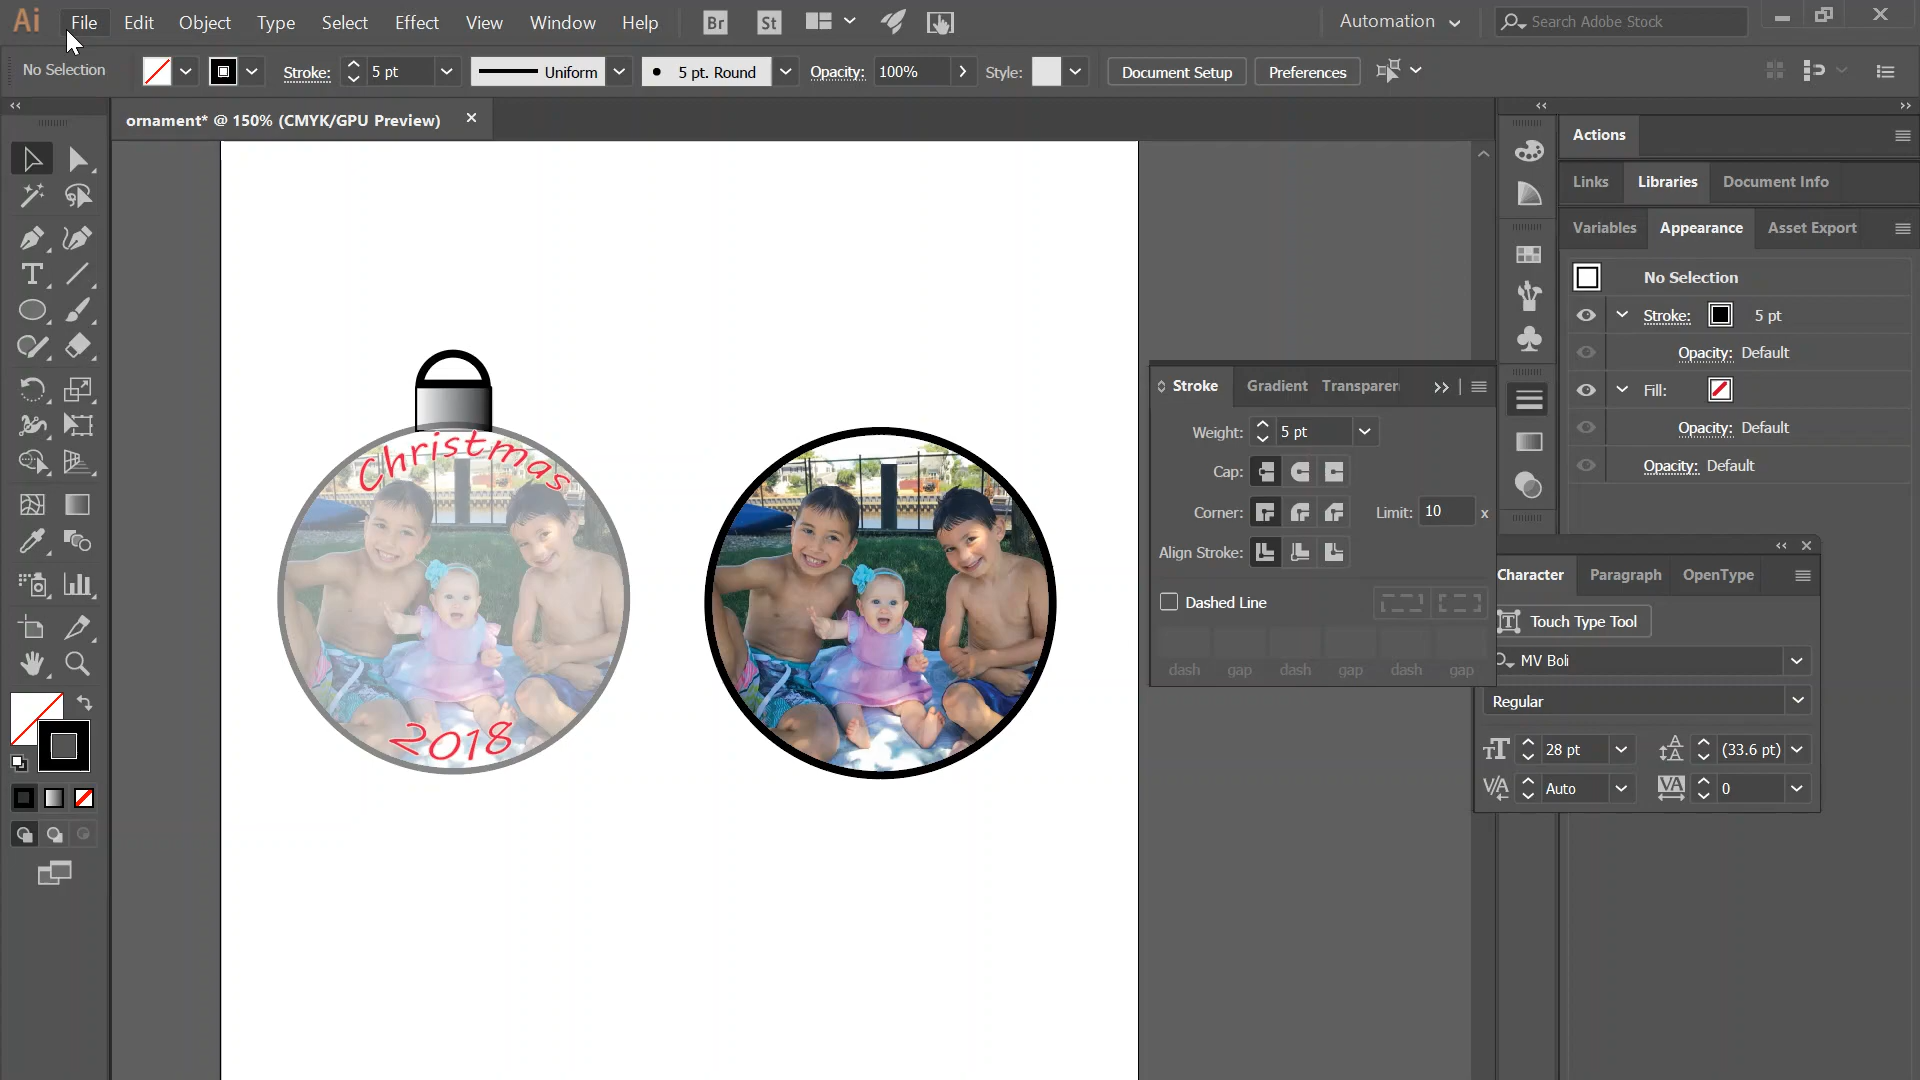 Ai File Edit Object Type Select Effect View Window Help Br St Automation Search Adobe Stock
No Selection Stroke: 5 pt Uniform 5 pt. Round Opacity: 100% Style: Document Setup Preferences
ornament* @ 150% (CMYK/GPU Preview)
Christmas
2018
Stroke Gradient Transparen
Weight: 5 pt
Cap:
Corner: Limit: 10 x
Align Stroke:
Dashed Line
dash gap dash gap dash gap
Actions
Links Libraries Document Info
Variables Appearance Asset Export
No Selection
Stroke: 5 pt
Opacity: Default
Fill:
Opacity: Default
Opacity: Default
Character Paragraph OpenType
Touch Type Tool
MV Boli
Regular
28 pt (33.6 pt)
Auto 0